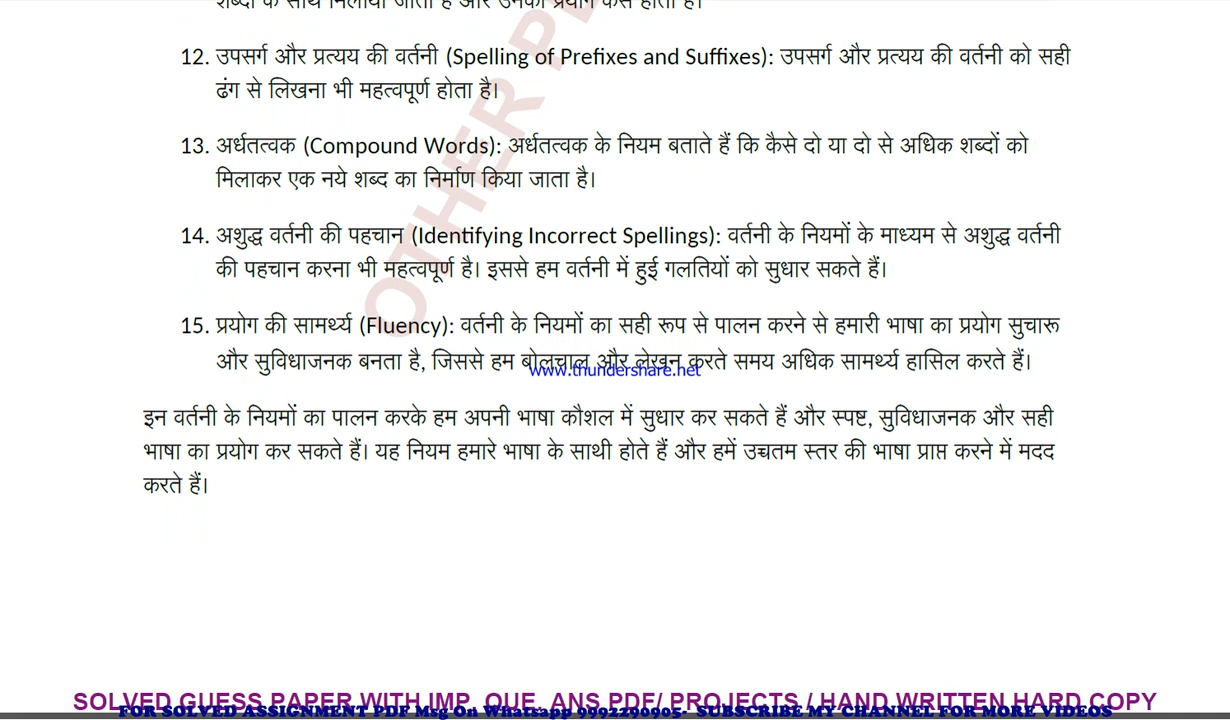 शब्दों के साथ मिलाया जाता है और उनका प्रयोग कैसे होता है।
12. उपसर्ग और प्रत्यय की वर्तनी (Spelling of Prefixes and Suffixes): उपसर्ग और प्रत्यय की वर्तनी को सही
ढंग से लिखना भी महत्वपूर्ण होता है।
13. अर्धतत्वक (Compound Words): अर्धतत्वक के नियम बताते हैं कि कैसे दो या दो से अधिक शब्दों को
मिलाकर एक नये शब्द का निर्माण किया जाता है।
14. अशुद्ध वर्तनी की पहचान (Identifying Incorrect Spellings): वर्तनी के नियमों के माध्यम से अशुद्ध वर्तनी
की पहचान करना भी महत्वपूर्ण है। इससे हम वर्तनी में हुई गलतियों को सुधार सकते हैं।
15. प्रयोग की सामर्थ्य (Fluency): वर्तनी के नियमों का सही रूप से पालन करने से हमारी भाषा का प्रयोग सुचारू
और सुविधाजनक बनता है, जिससे हम बोलचाल और लेखन करते समय अधिक सामर्थ्य हासिल करते हैं।
www.thundershare.net
इन वर्तनी के नियमों का पालन करके हम अपनी भाषा कौशल में सुधार कर सकते हैं और स्पष्ट, सुविधाजनक और सही
भाषा का प्रयोग कर सकते हैं। यह नियम हमारे भाषा के साथी होते हैं और हमें उच्चतम स्तर की भाषा प्राप्त करने में मदद
करते हैं।
OTHER
SOLVED GUESS PAPER WITH IMP. QUE. ANS PDF/ PROJECTS / HAND WRITTEN HARD COPY
FOR SOLVED ASSIGNMENT PDF Msg On Whatsapp 9992290905- SUBSCRIBE MY CHANNEL FOR MORE VIDEOS